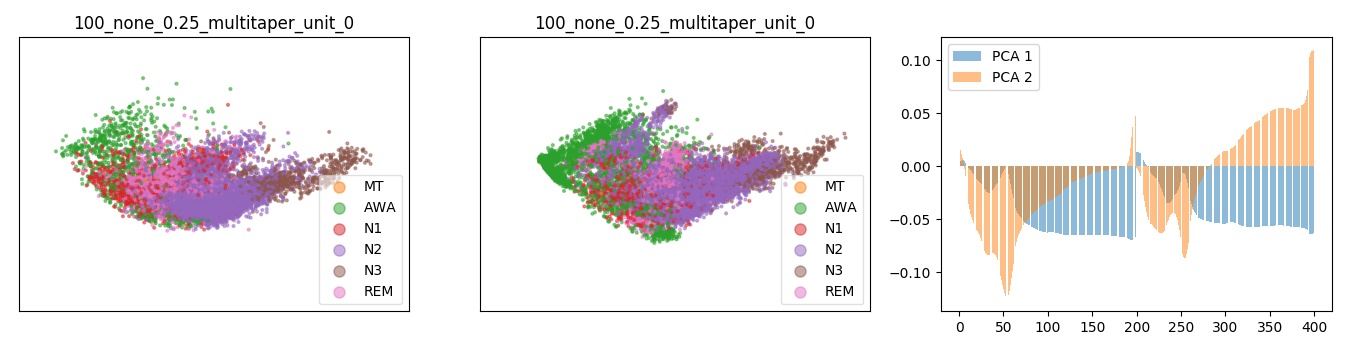 100_none_0.25_multitaper_unit_0
MT
AWA
N1
N2
N3
REM
100_none_0.25_multitaper_unit_0
MT
AWA
N1
N2
N3
REM
PCA 1
PCA 2
0.10
0.05
0.00
−0.05
−0.10
0 50 100 150 200 250 300 350 400